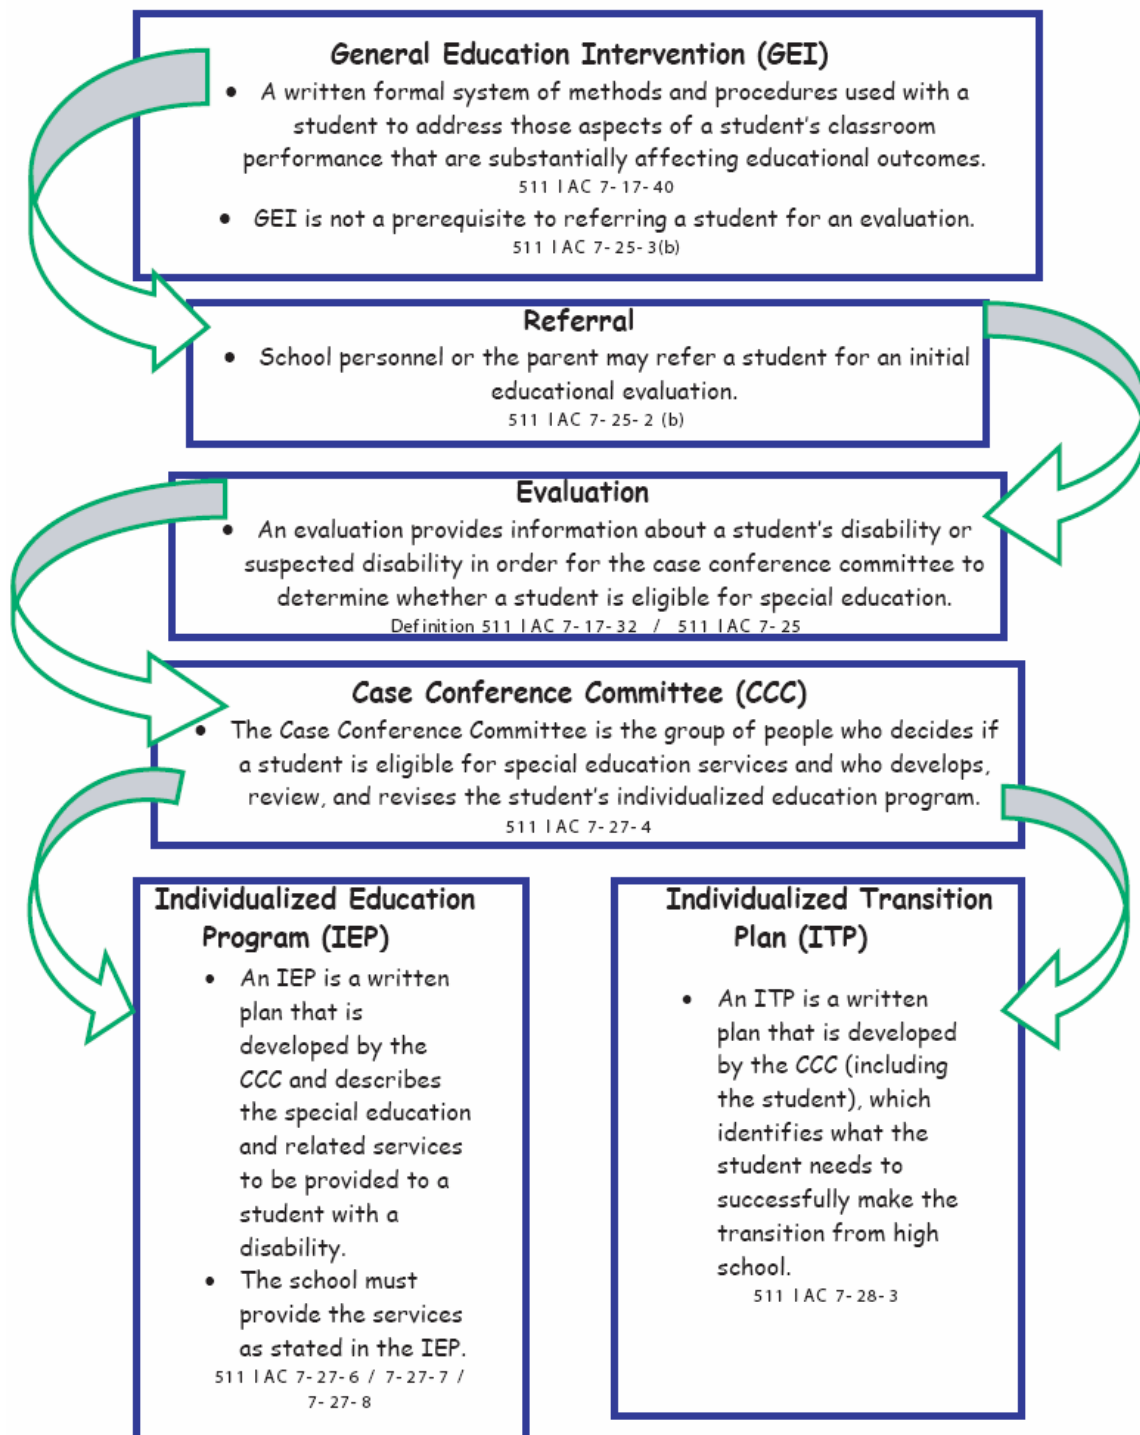 General Education Intervention (GEI)
• A written formal system of methods and procedures used with a
student to address those aspects of a student's classroom
performance that are substantially affecting educational outcomes.
511 IAC 7-17-40
• GEI is not a prerequisite to referring a student for an evaluation.
511 IAC 7-25-3(b)
Referral
• School personnel or the parent may refer a student for an initial
educational evaluation.
511 IAC 7-25-2 (b)
Evaluation
• An evaluation provides information about a student's disability or
suspected disability in order for the case conference committee to
determine whether a student is eligible for special education.
Definition 511 IAC 7-17-32 / 511 IAC 7-25
Case Conference Committee (CCC)
• The Case Conference Committee is the group of people who decides if
a student is eligible for special education services and who develops,
review, and revises the student's individualized education program.
511 IAC 7-27-4
Individualized Education
Program (IEP)
• An IEP is a written
plan that is
developed by the
CCC and describes
the special education
and related services
to be provided to a
student with a
disability.
• The school must
provide the services
as stated in the IEP.
511 IAC 7-27-6 / 7-27-7 /
7-27-8
Individualized Transition
Plan (ITP)
• An ITP is a written
plan that is developed
by the CCC (including
the student), which
identifies what the
student needs to
successfully make the
transition from high
school.
511 IAC 7-28-3